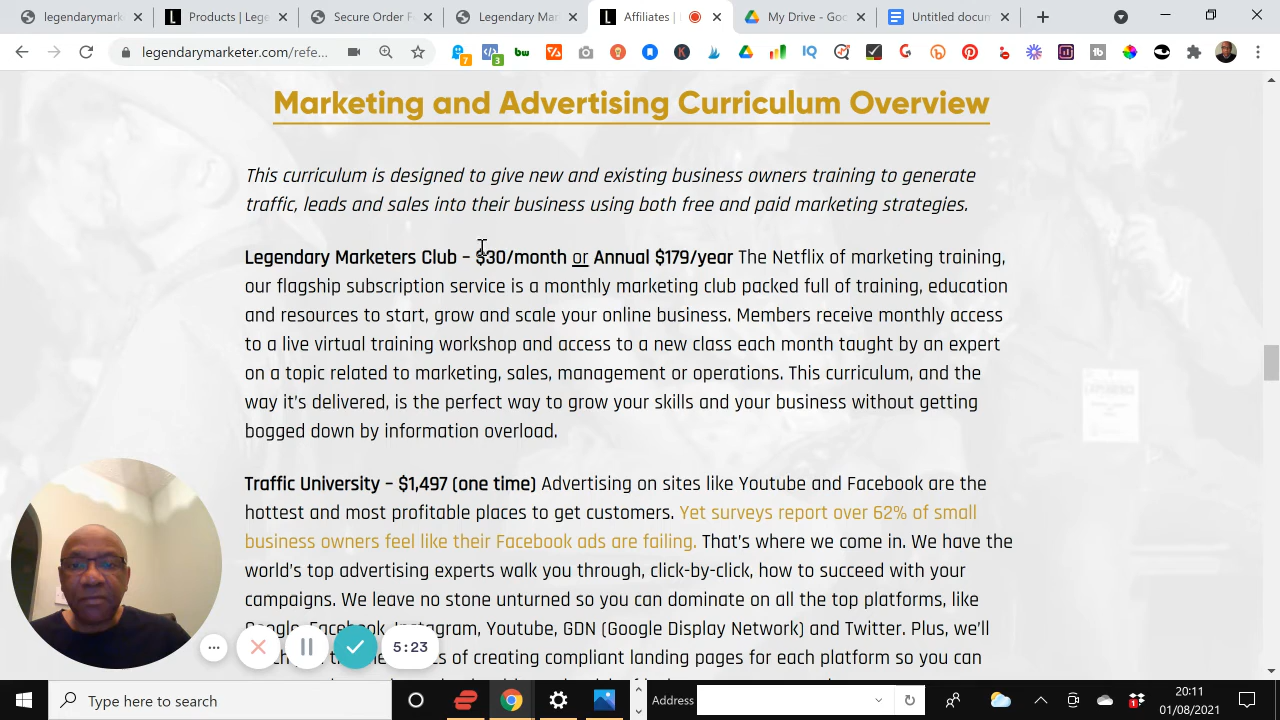 legendarymark
Products | Lege
Secure Order F
Legendary Mar
Affiliates |
My Drive - Goo
Untitled docum
legendarymarketer.com/refe...
7
3
Marketing and Advertising Curriculum Overview
This curriculum is designed to give new and existing business owners training to generate
traffic, leads and sales into their business using both free and paid marketing strategies.
Legendary Marketers Club – $30/month or Annual $179/year The Netflix of marketing training,
our flagship subscription service is a monthly marketing club packed full of training, education
and resources to start, grow and scale your online business. Members receive monthly access
to a live virtual training workshop and access to a new class each month taught by an expert
on a topic related to marketing, sales, management or operations. This curriculum, and the
way it's delivered, is the perfect way to grow your skills and your business without getting
bogged down by information overload.
Traffic University – $1,497 (one time) Advertising on sites like Youtube and Facebook are the
hottest and most profitable places to get customers. Yet surveys report over 62% of small
business owners feel like their Facebook ads are failing. That's where we come in. We have the
world's top advertising experts walk you through, click-by-click, how to succeed with your
campaigns. We leave no stone unturned so you can dominate on all the top platforms, like
Google, Facebook, Instagram, Youtube, GDN (Google Display Network) and Twitter. Plus, we'll
of creating compliant landing pages for each platform so you can
5:23
Type here to search
Address
1
20:11
01/08/2021